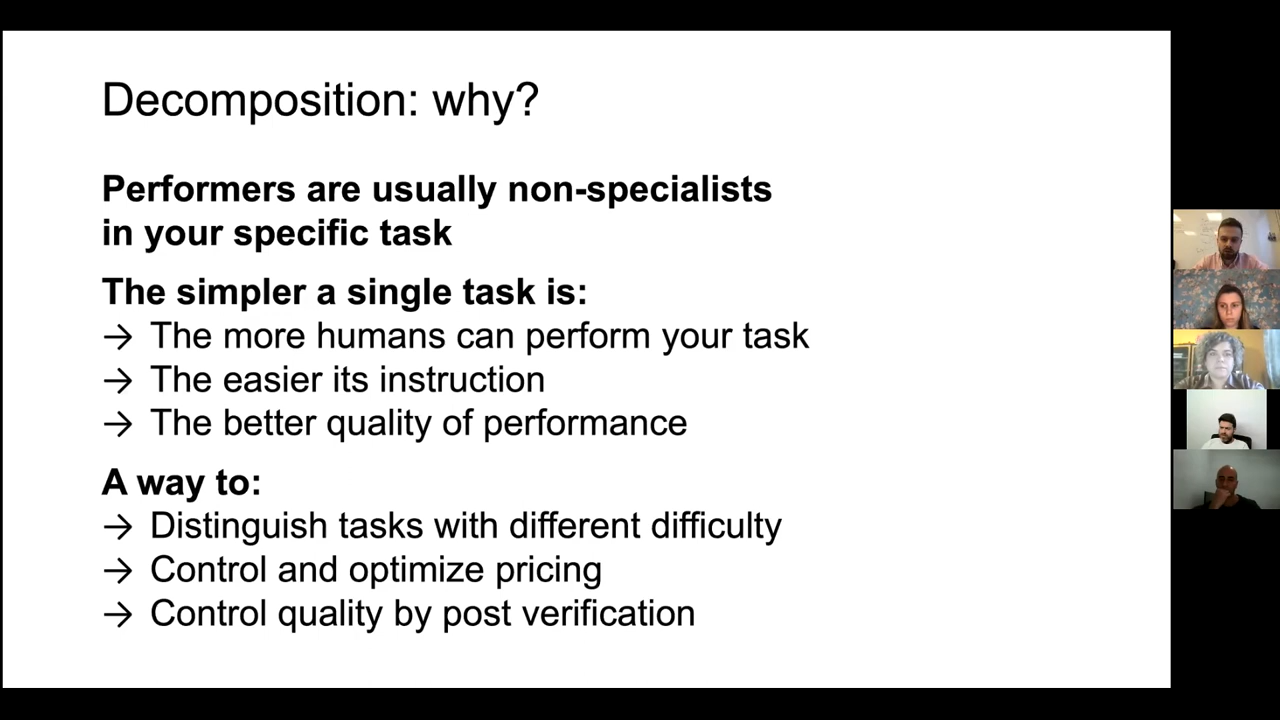 Decomposition: why?
Performers are usually non-specialists
in your specific task
The simpler a single task is:
→ The more humans can perform your task
→ The easier its instruction
→ The better quality of performance
A way to:
→ Distinguish tasks with different difficulty
→ Control and optimize pricing
→ Control quality by post verification